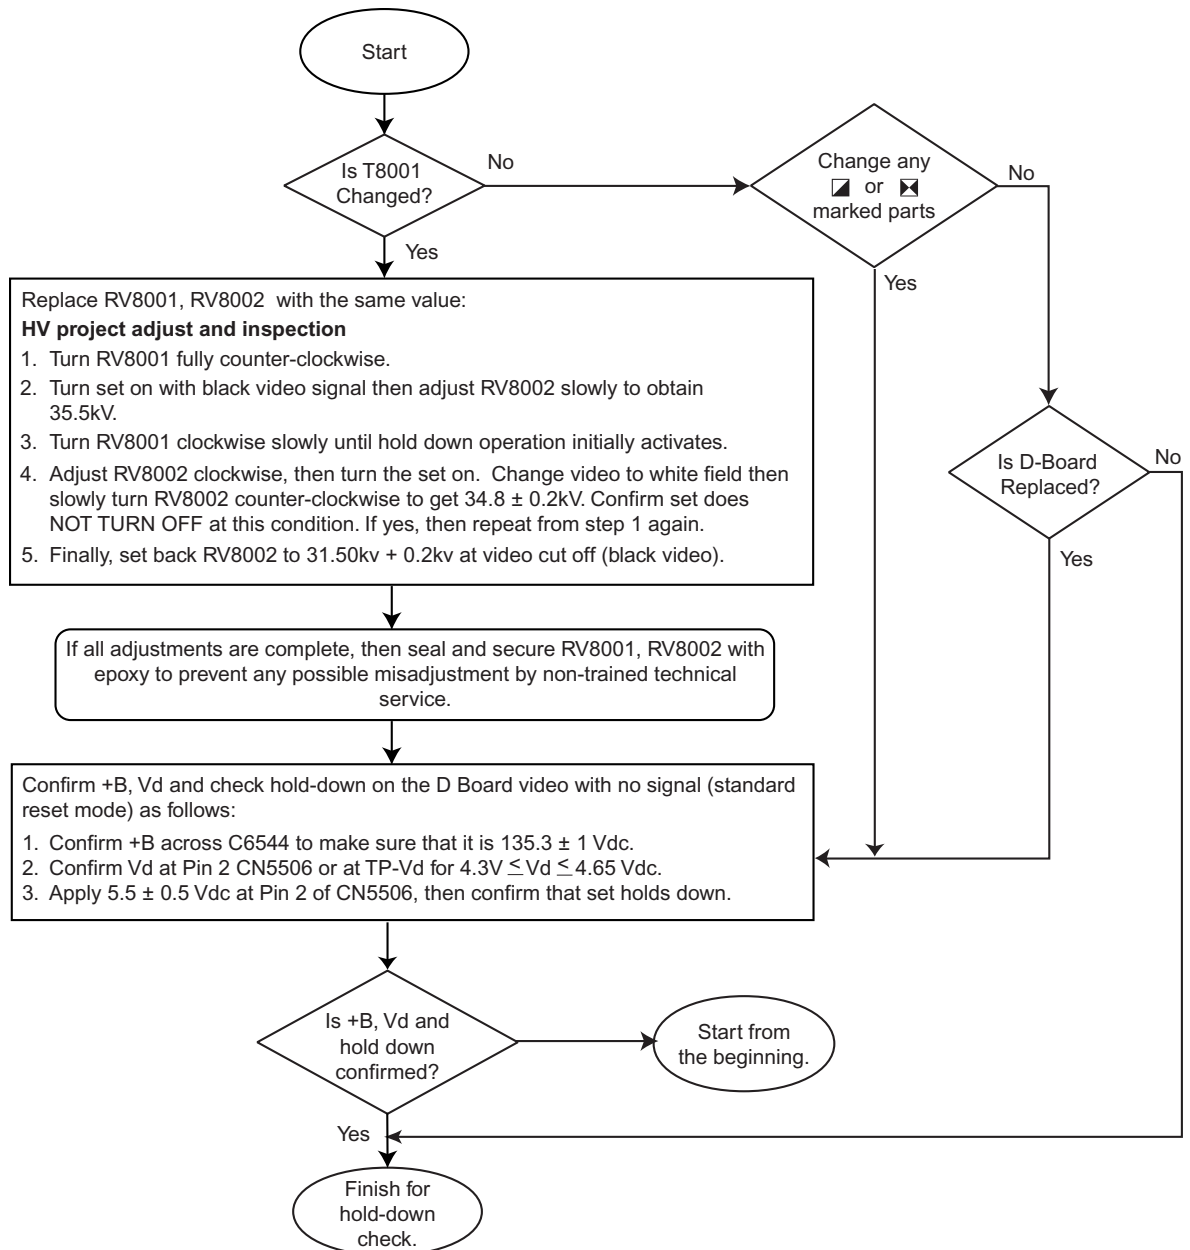 Start
Is T8001
Changed?
No
Yes
Change any
or
marked parts
No
Yes
Replace RV8001, RV8002 with the same value:
HV project adjust and inspection
1. Turn RV8001 fully counter-clockwise.
2. Turn set on with black video signal then adjust RV8002 slowly to obtain
35.5kV.
3. Turn RV8001 clockwise slowly until hold down operation initially activates.
4. Adjust RV8002 clockwise, then turn the set on. Change video to white field then
slowly turn RV8002 counter-clockwise to get 34.8 ± 0.2kV. Confirm set does
NOT TURN OFF at this condition. If yes, then repeat from step 1 again.
5. Finally, set back RV8002 to 31.50kv + 0.2kv at video cut off (black video).
Is D-Board
Replaced?
No
Yes
If all adjustments are complete, then seal and secure RV8001, RV8002 with
epoxy to prevent any possible misadjustment by non-trained technical
service.
Confirm +B, Vd and check hold-down on the D Board video with no signal (standard
reset mode) as follows:
1. Confirm +B across C6544 to make sure that it is 135.3 ± 1 Vdc.
2. Confirm Vd at Pin 2 CN5506 or at TP-Vd for 4.3V ≤ Vd ≤ 4.65 Vdc.
3. Apply 5.5 ± 0.5 Vdc at Pin 2 of CN5506, then confirm that set holds down.
Is +B, Vd and
hold down
confirmed?
Start from
the beginning.
Yes
Finish for
hold-down
check.